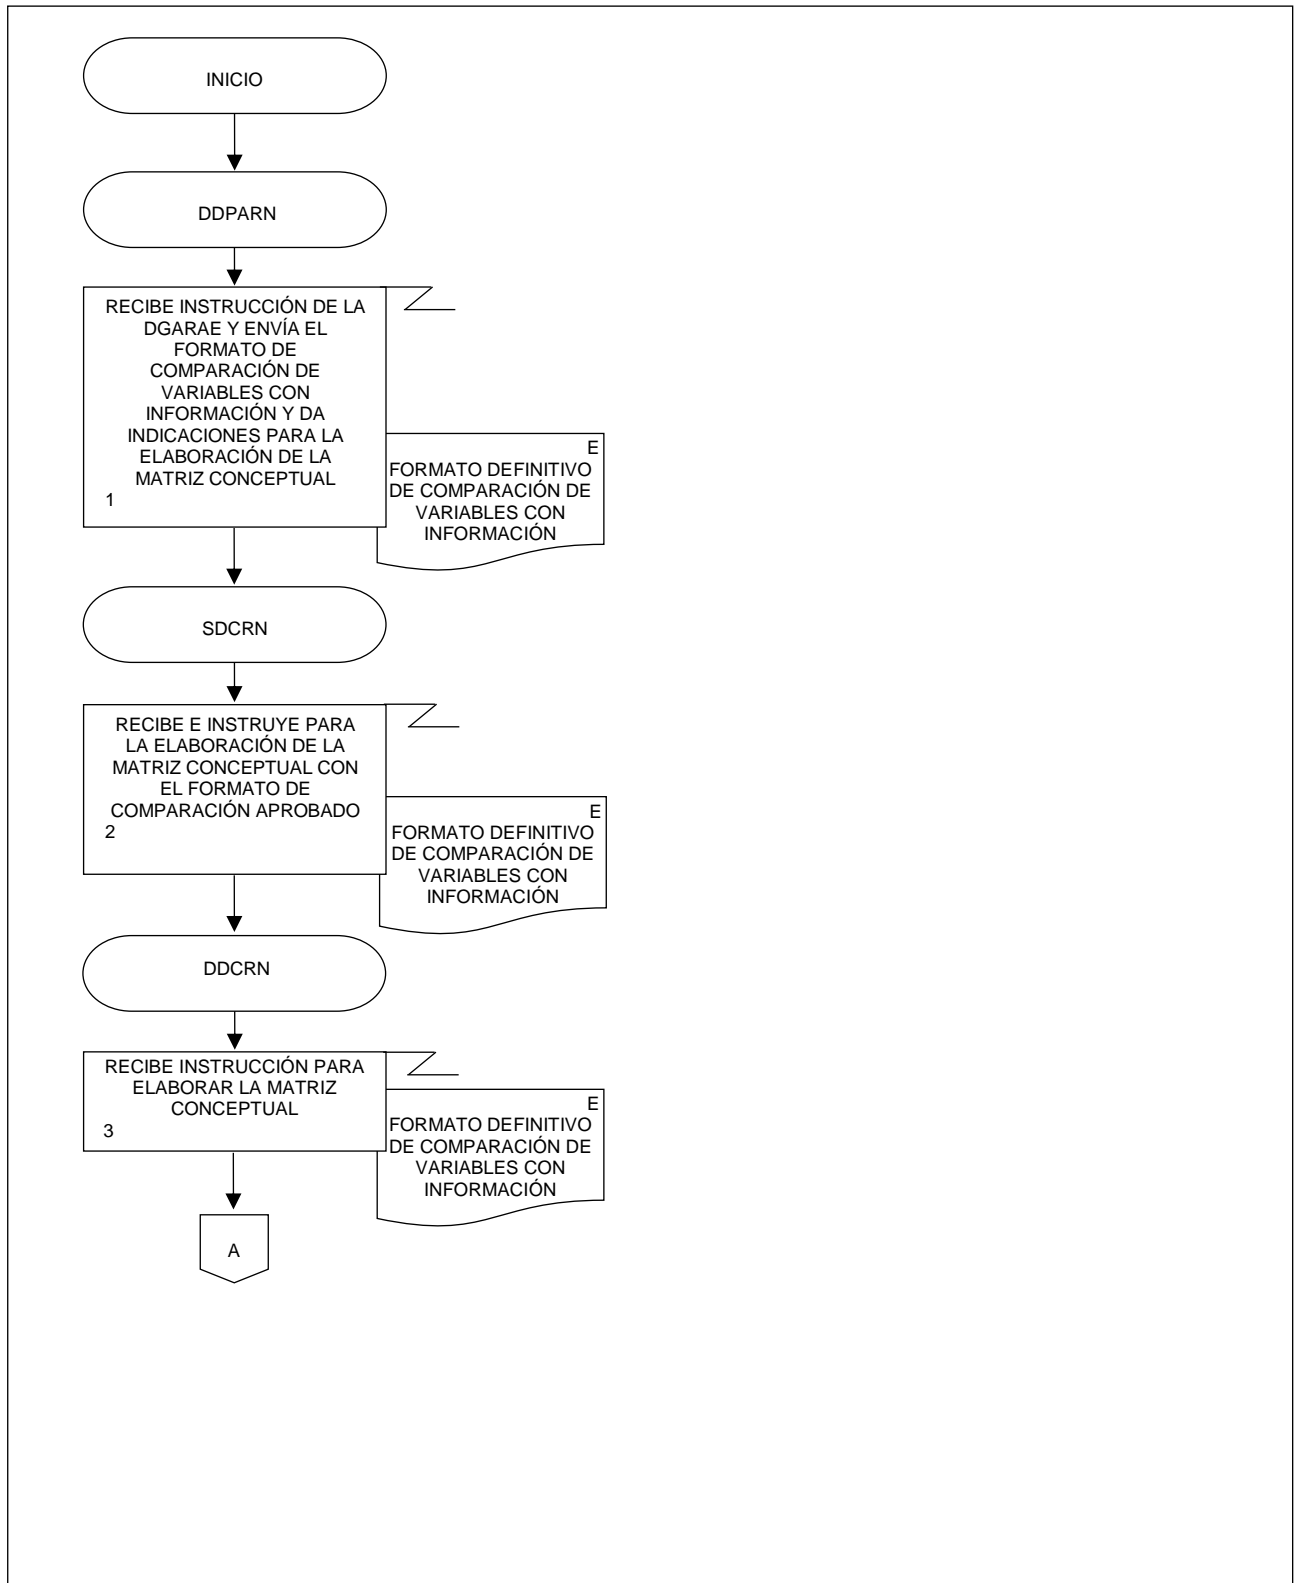 INICIO
DDPARN
RECIBE INSTRUCCIÓN DE LA
DGARAE Y ENVÍA EL
FORMATO DE
COMPARACIÓN DE
VARIABLES CON
INFORMACIÓN Y DA
INDICACIONES PARA LA
ELABORACIÓN DE LA
MATRIZ CONCEPTUAL
1
E
FORMATO DEFINITIVO
DE COMPARACIÓN DE
VARIABLES CON
INFORMACIÓN
SDCRN
RECIBE E INSTRUYE PARA
LA ELABORACIÓN DE LA
MATRIZ CONCEPTUAL CON
EL FORMATO DE
COMPARACIÓN APROBADO
2
E
FORMATO DEFINITIVO
DE COMPARACIÓN DE
VARIABLES CON
INFORMACIÓN
DDCRN
RECIBE INSTRUCCIÓN PARA
ELABORAR LA MATRIZ
CONCEPTUAL
3
E
FORMATO DEFINITIVO
DE COMPARACIÓN DE
VARIABLES CON
INFORMACIÓN
A